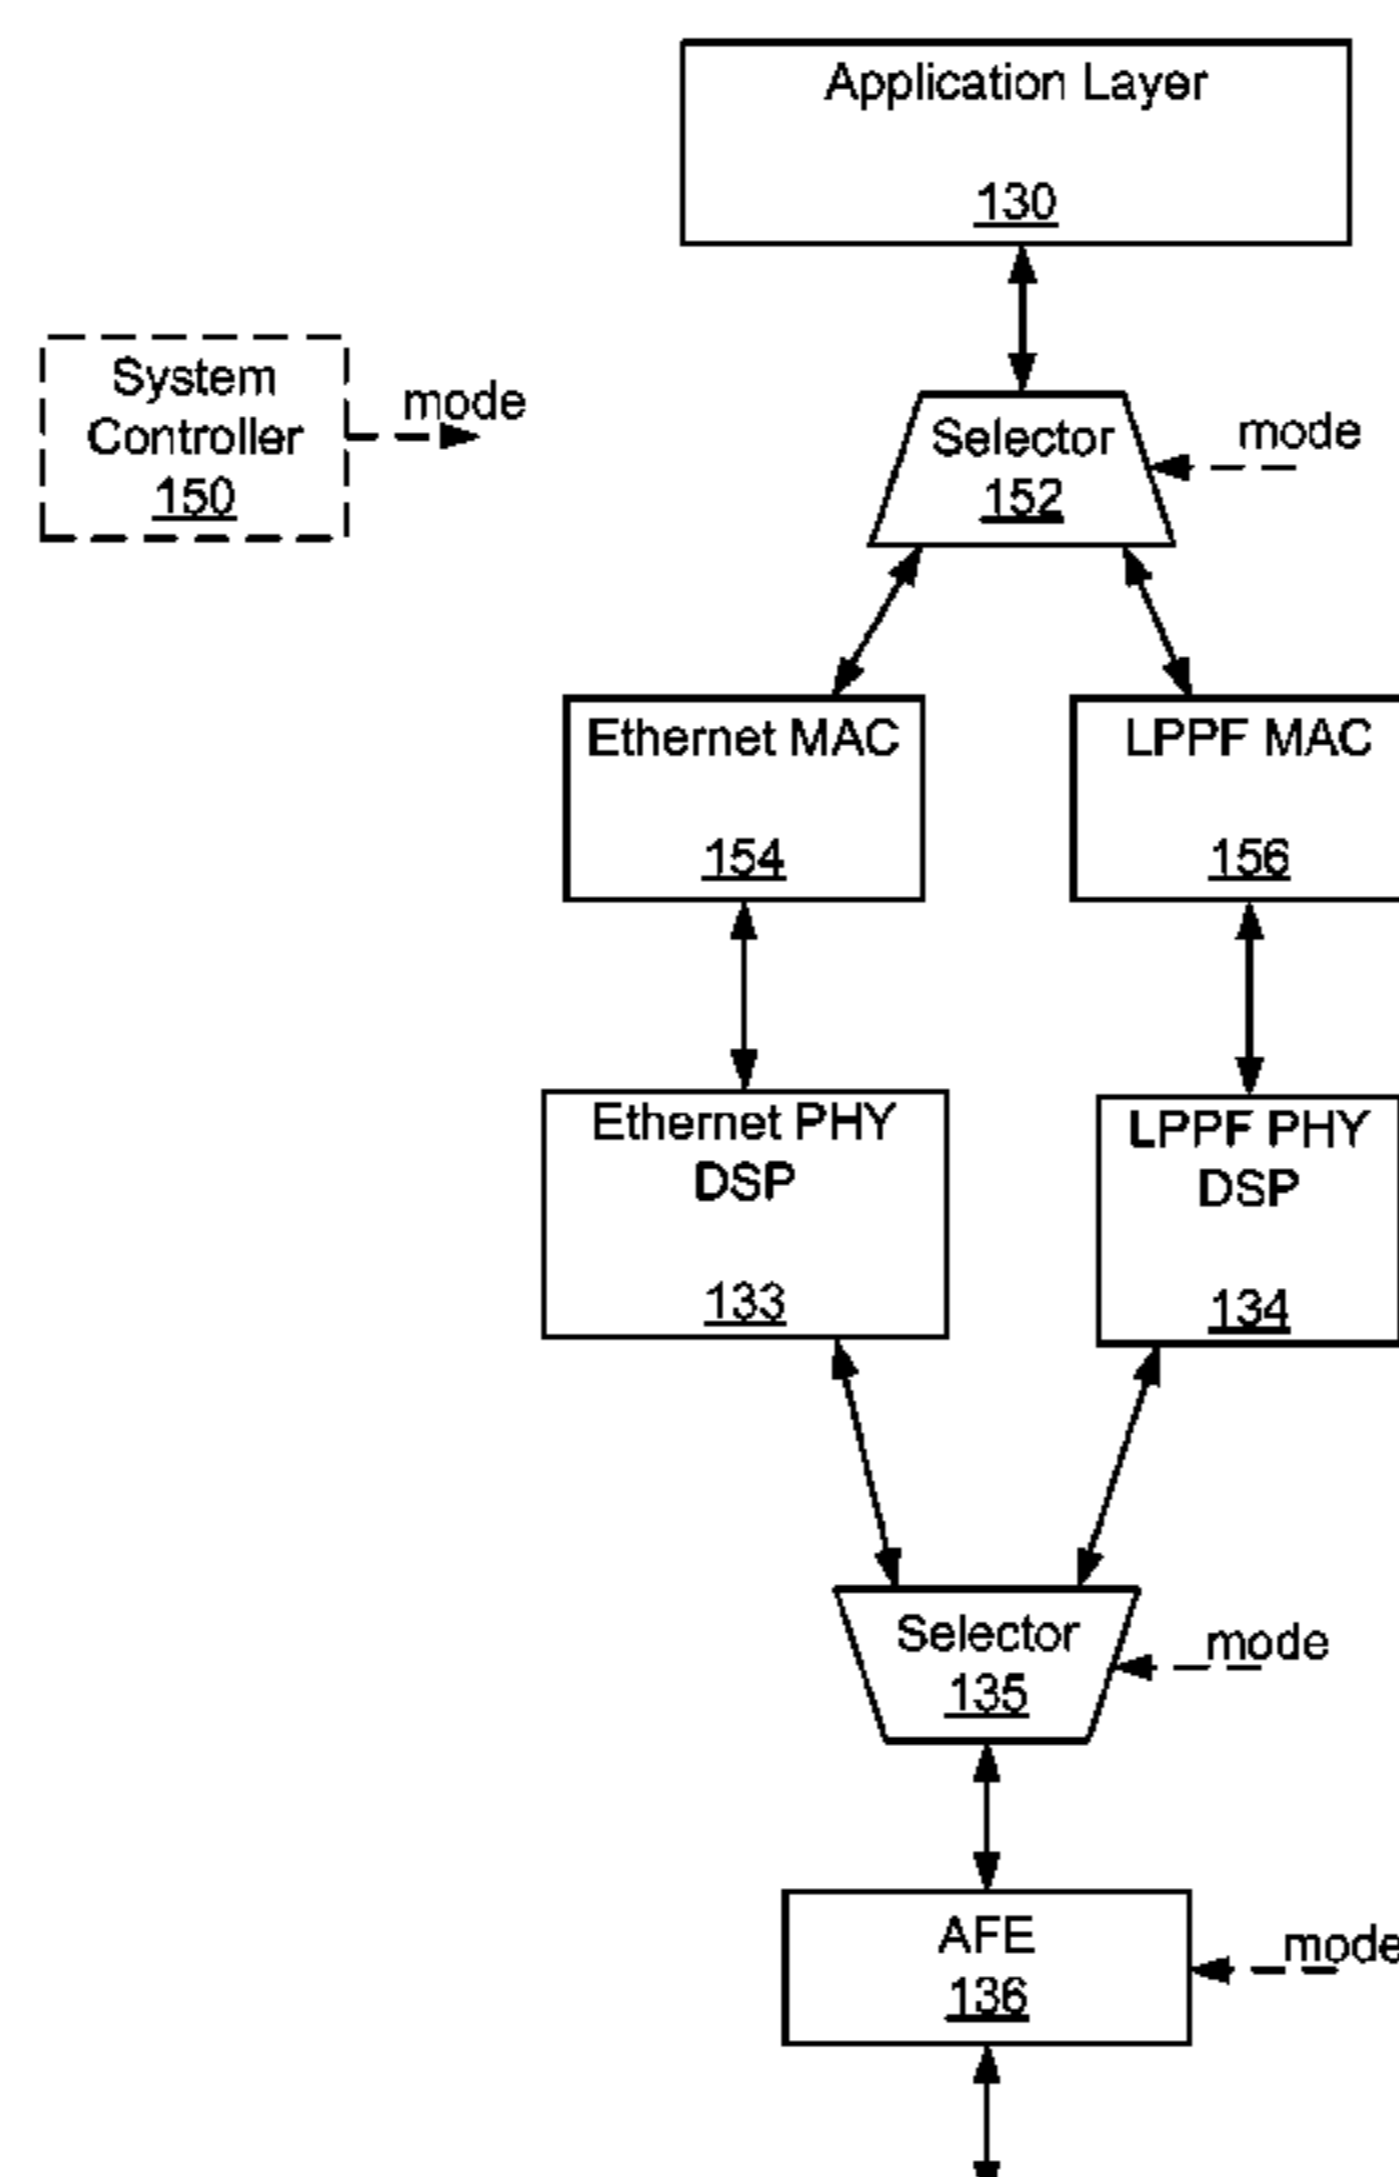 Application Layer
130
System
Controller
150
mode
Selector
152
mode
Ethernet MAC
154
LPPF MAC
156
Ethernet PHY
DSP
133
LPPF PHY
DSP
134
Selector
135
mode
AFE
136
mode